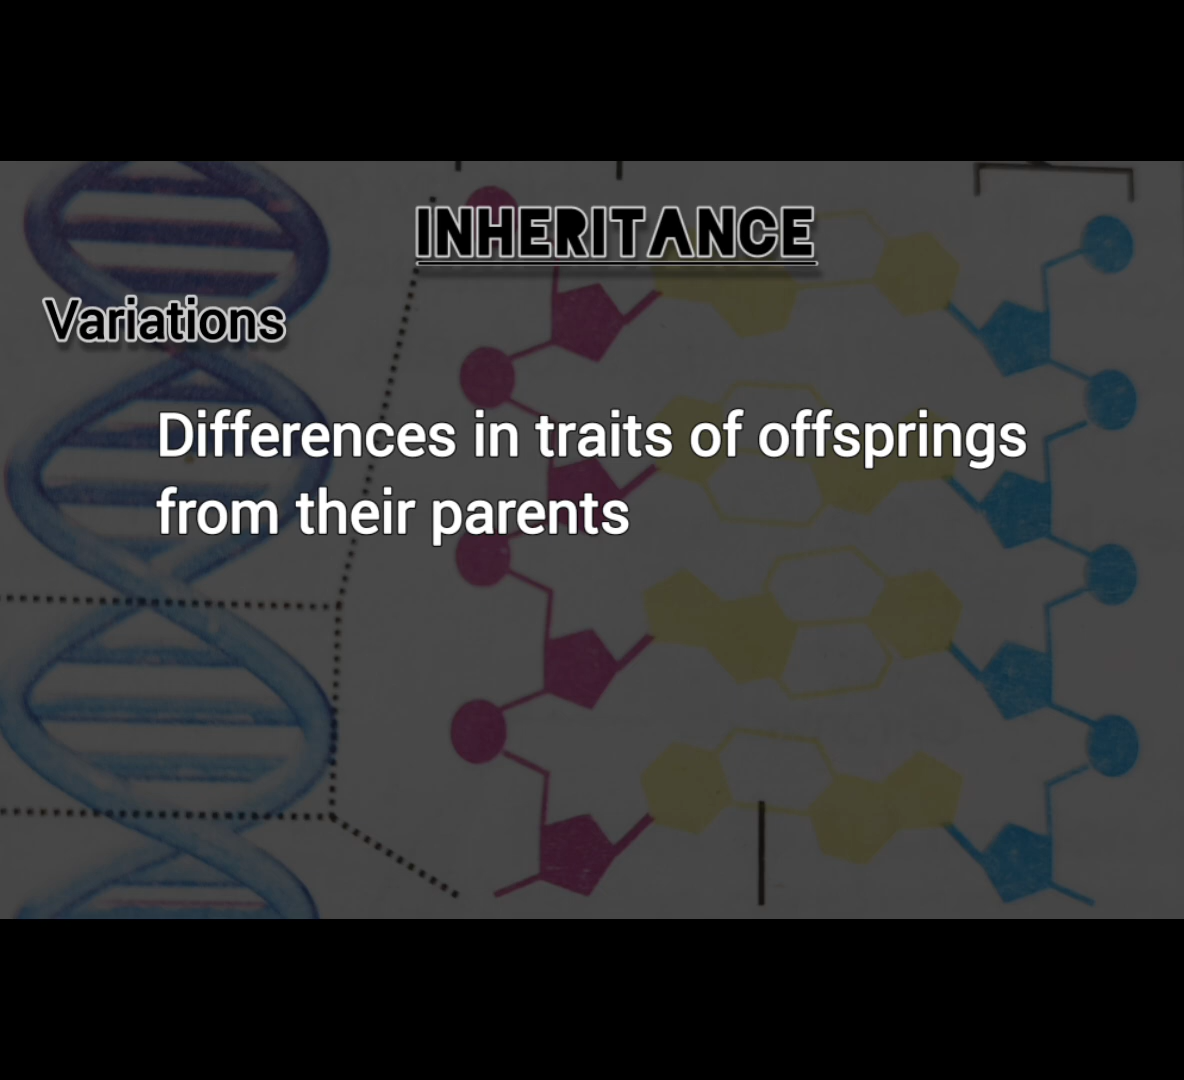 INHERITANCE
Variations
Differences in traits of offsprings
from their parents